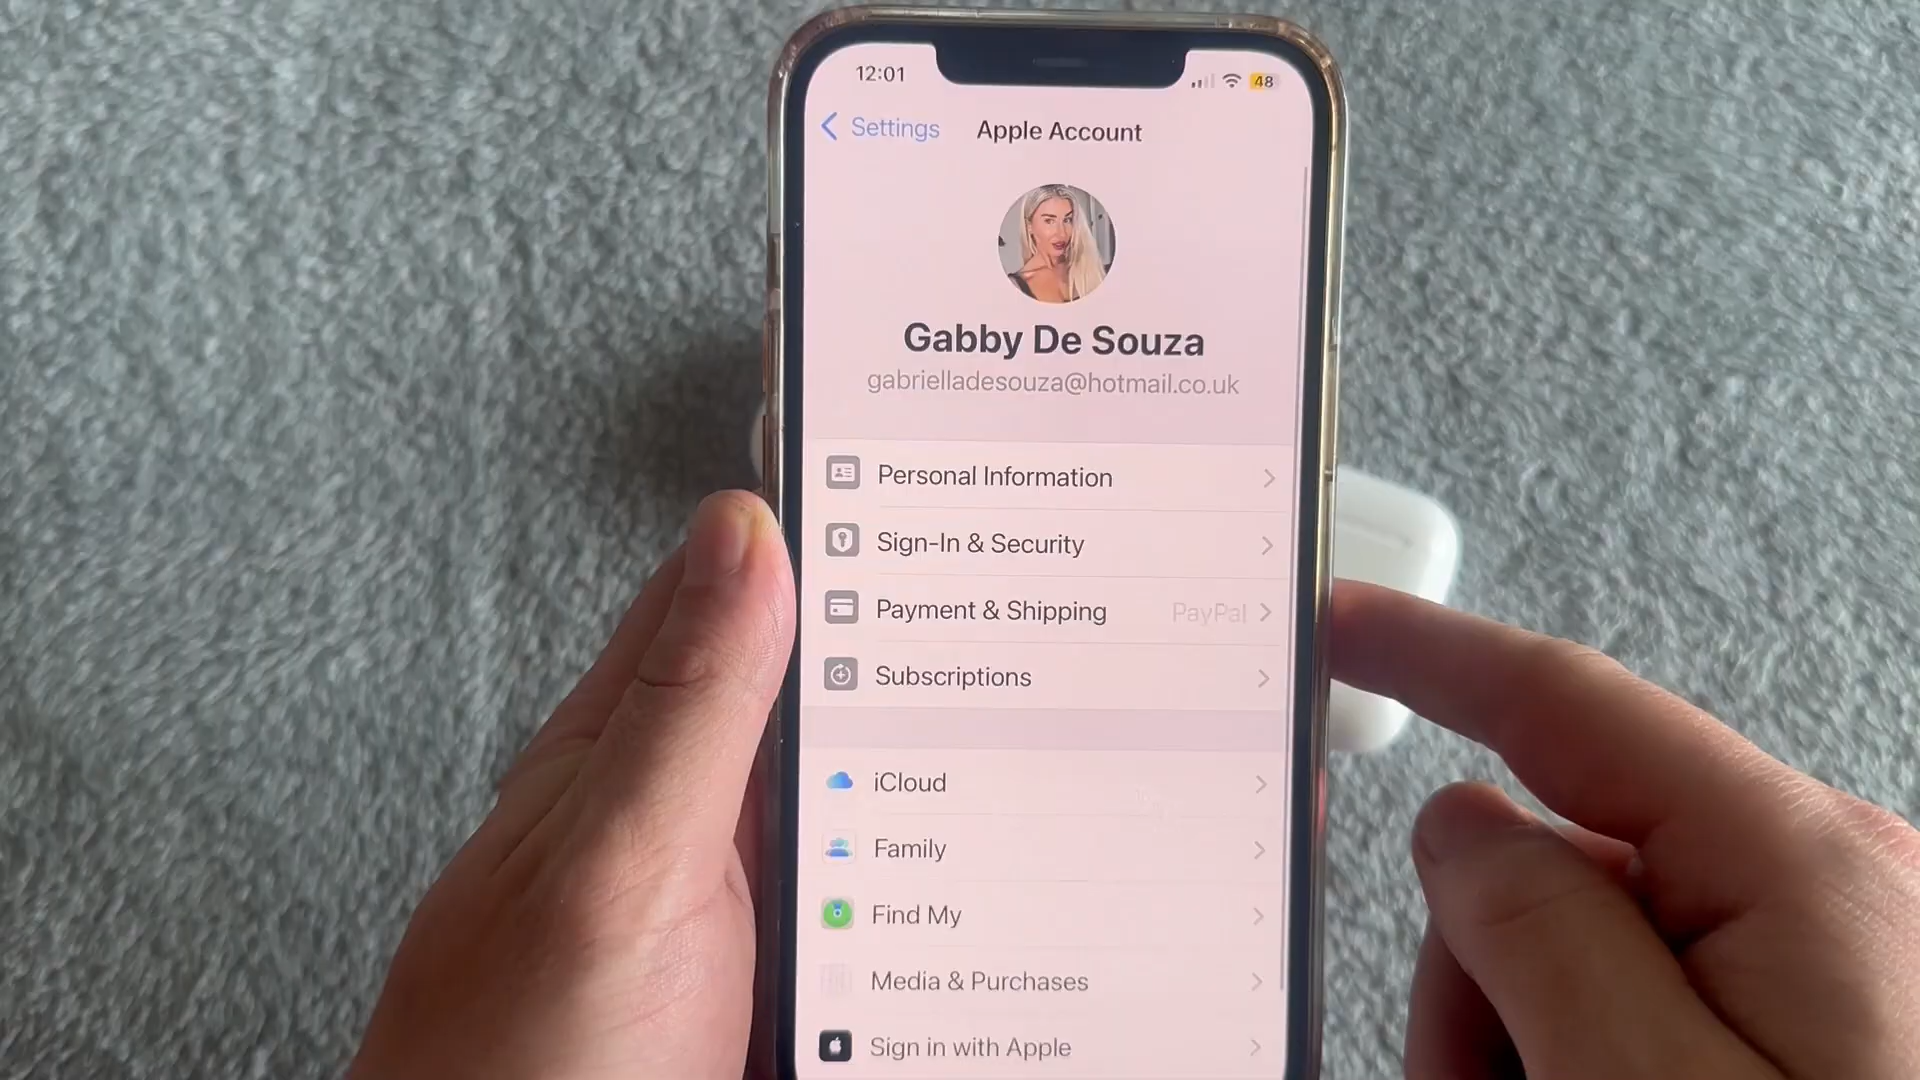 12:01
48
Settings
Apple Account
Gabby De Souza
gabrielladesouza@hotmail.co.uk
Personal Information
Sign-In & Security
Payment & Shipping PayPal
Subscriptions
iCloud
Family
Find My
Media & Purchases
Sign in with Apple